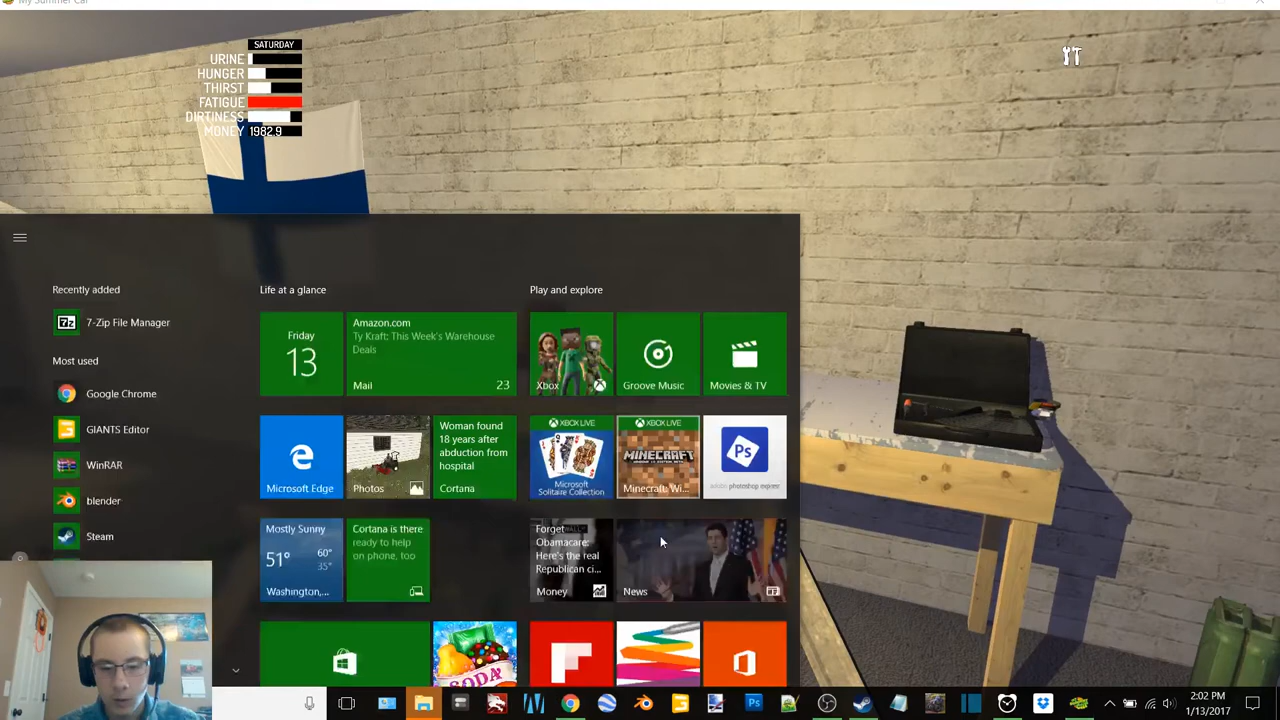 My Summer Car
SATURDAY
URINE
HUNGER
THIRST
FATIGUE
DIRTINESS
MONEY 1982.9
Recently added
7-Zip File Manager
Most used
Google Chrome
GIANTS Editor
WinRAR
blender
Steam
Life at a glance
Friday
13
Amazon.com
Ty Kraft: This Week's Warehouse
Deals
Mail
23
Microsoft Edge
Photos
Woman found
18 years after
abduction from
hospital
Cortana
Mostly Sunny
51°
60°
35°
Washington,...
Cortana is there
ready to help
on phone, too
SODA
Play and explore
Xbox
Groove Music
Movies & TV
XBOX LIVE
Microsoft
Solitaire Collection
XBOX LIVE
MINECRAFT
Minecraft: Wi...
Ps
adobe photoshop express
Forget
Obamacare:
Here's the real
Republican ci...
Money
News
2:02 PM
1/13/2017